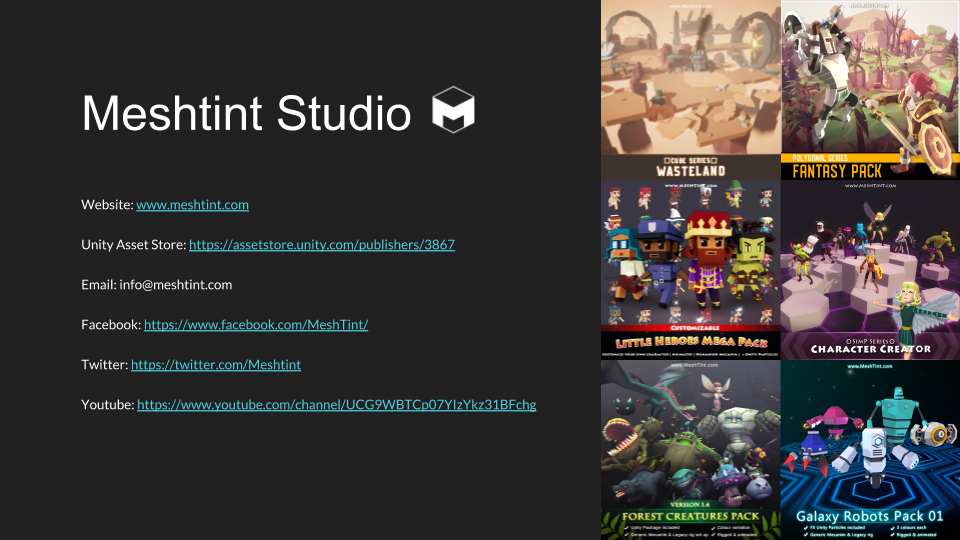 Meshtint Studio
Website: www.meshtint.com
Unity Asset Store: https://assetstore.unity.com/publishers/3867
Email: info@meshtint.com
Facebook: https://www.facebook.com/MeshTint/
Twitter: https://twitter.com/Meshtint
Youtube: https://www.youtube.com/channel/UCG9WBTCp07YIzYkz31BFchg
CUBE SERIES
WASTELAND
POLYGONAL SERIES
FANTASY PACK
www.MeshTint.com
CUSTOMIZABLE
LITTLE HEROES MEGA PACK
www.MeshTint.com
SIMP SERIES
CHARACTER CREATOR
www.MeshTint.com
VERSION 1.4
FOREST CREATURES PACK
Unity Package included
Colour variation
Generic Mecanim & Legacy rig set up
Rigged & animated
www.MeshTint.com
Galaxy Robots Pack 01
FX Unity Particles included
3 colours each
Generic Mecanim & Legacy rig
Rigged & animated